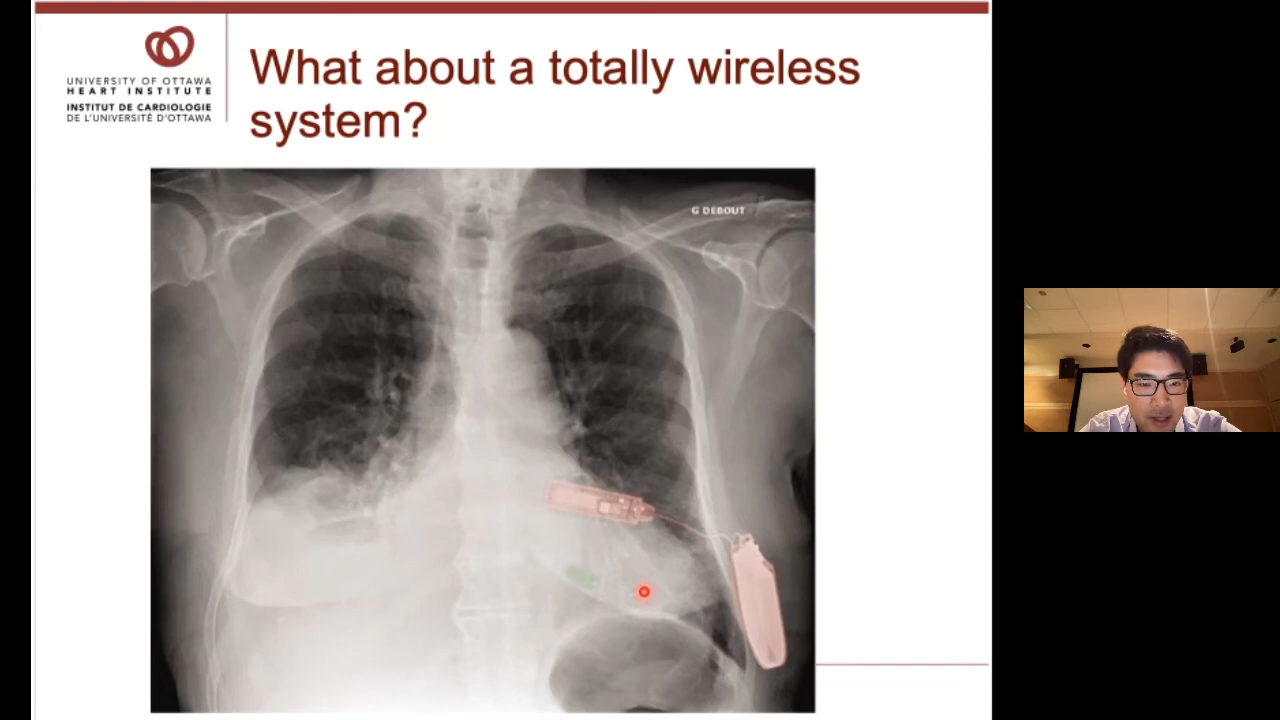 UNIVERSITY OF OTTAWA
HEART INSTITUTE
INSTITUT DE CARDIOLOGIE
DE L'UNIVERSITÉ D'OTTAWA
What about a totally wireless
system?
G DEBOUT